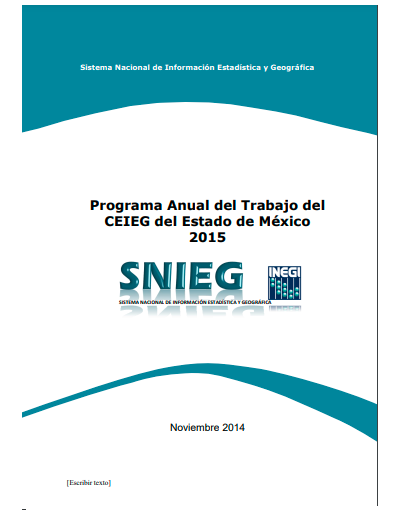 Sistema Nacional de Información Estadística y Geográfica
Programa Anual del Trabajo del
CEIEG del Estado de México
2015
SNIEG
INEGI
SISTEMA NACIONAL DE INFORMACIÓN ESTADÍSTICA Y GEOGRÁFICA
Noviembre 2014
[Escribir texto]